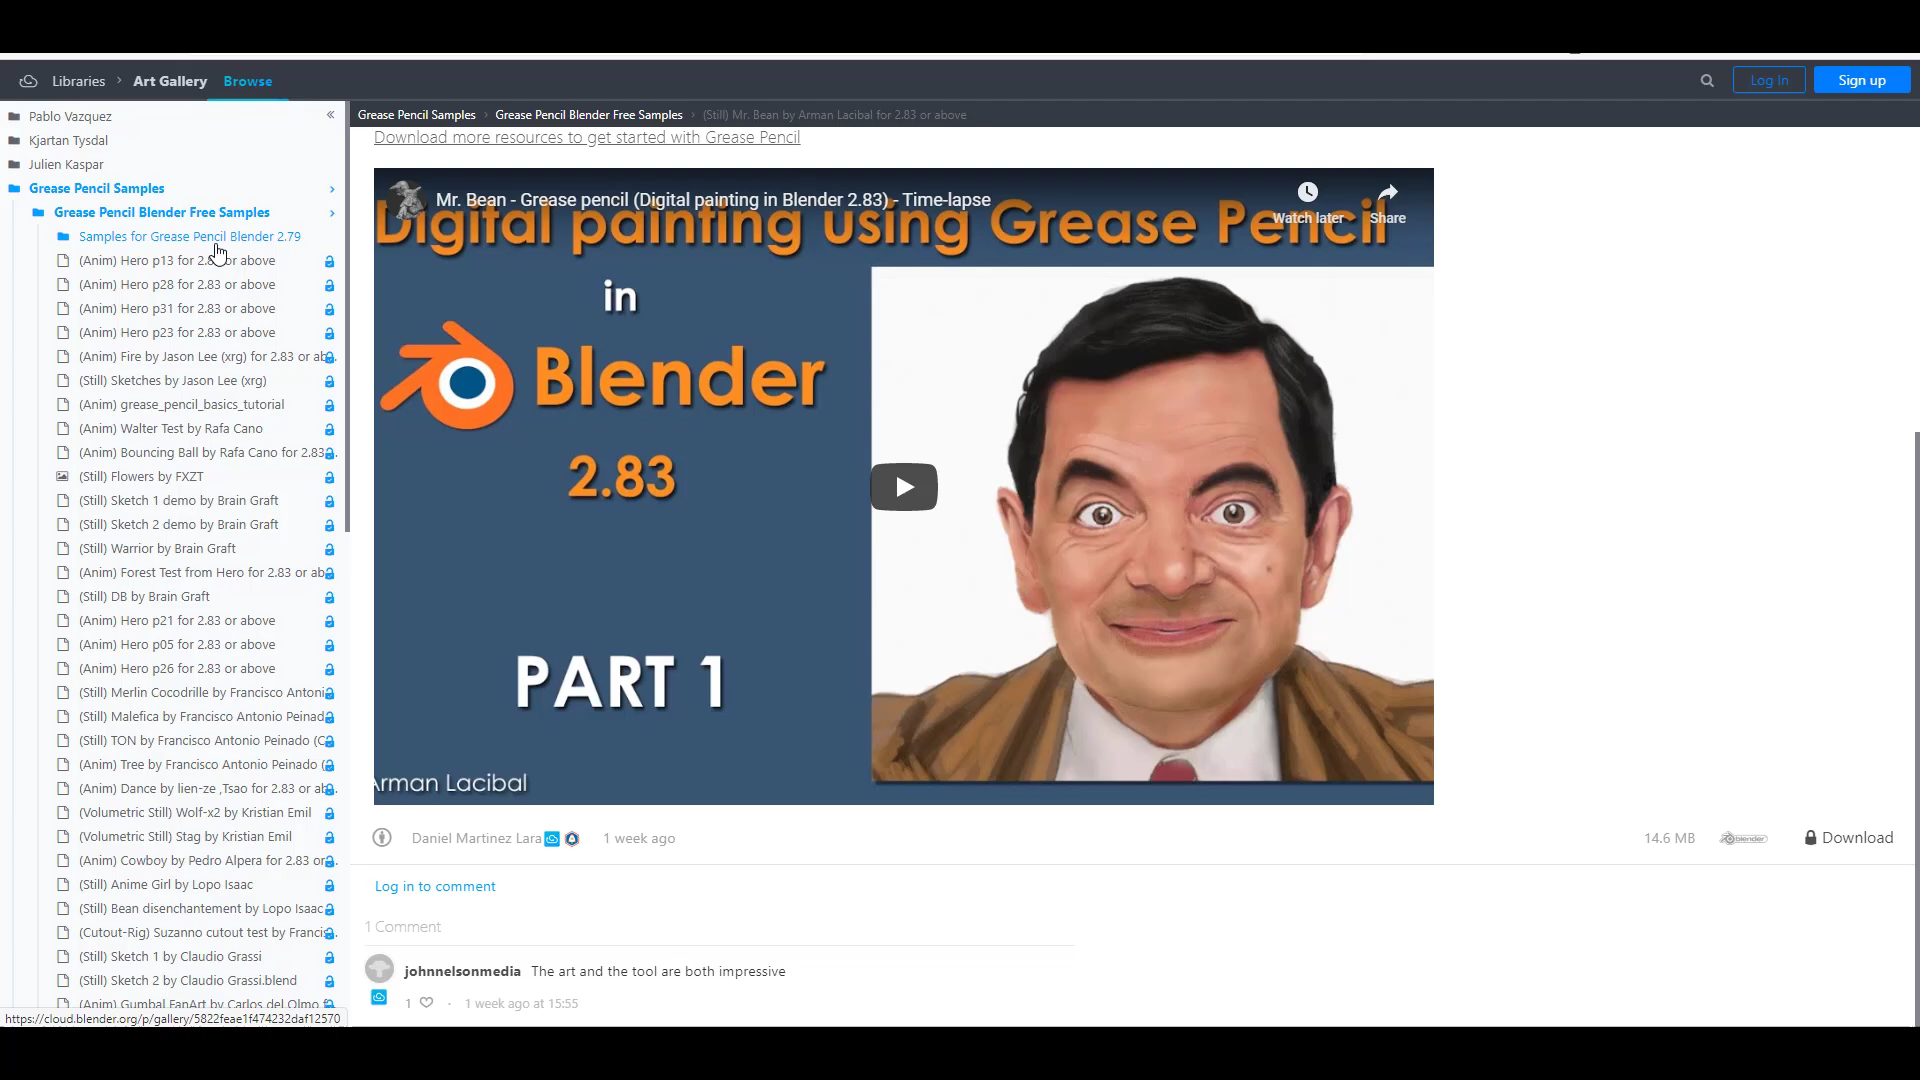 Libraries › Art Gallery Browse
Log In
Sign up
Pablo Vazquez
«
Kjartan Tysdal
Julien Kaspar
Grease Pencil Samples
Grease Pencil Blender Free Samples
Samples for Grease Pencil Blender 2.79
(Anim) Hero p13 for 2.83 or above
(Anim) Hero p28 for 2.83 or above
(Anim) Hero p31 for 2.83 or above
(Anim) Hero p23 for 2.83 or above
(Anim) Fire by Jason Lee (xrg) for 2.83 or ab...
(Still) Sketches by Jason Lee (xrg)
(Anim) grease_pencil_basics_tutorial
(Anim) Walter Test by Rafa Cano
(Anim) Bouncing Ball by Rafa Cano for 2.83...
(Still) Flowers by FXZT
(Still) Sketch 1 demo by Brain Graft
(Still) Sketch 2 demo by Brain Graft
(Still) Warrior by Brain Graft
(Anim) Forest Test from Hero for 2.83 or ab
(Still) DB by Brain Graft
(Anim) Hero p21 for 2.83 or above
(Anim) Hero p05 for 2.83 or above
(Anim) Hero p26 for 2.83 or above
(Still) Merlin Cocodrille by Francisco Antoni
(Still) Malefica by Francisco Antonio Peinad
(Still) TON by Francisco Antonio Peinado (C
(Anim) Tree by Francisco Antonio Peinado (
(Anim) Dance by lien-ze ,Tsao for 2.83 or ab...
(Volumetric Still) Wolf-x2 by Kristian Emil
(Volumetric Still) Stag by Kristian Emil
(Anim) Cowboy by Pedro Alpera for 2.83 or...
(Still) Anime Girl by Lopo Isaac
(Still) Bean disenchantement by Lopo Isaac
(Cutout-Rig) Suzanno cutout test by Francis...
(Still) Sketch 1 by Claudio Grassi
(Still) Sketch 2 by Claudio Grassi.blend
(Anim) Gumbal FanArt by Carlos del Olmo f
https://cloud.blender.org/p/gallery/5822feae1f474232daf12570
Grease Pencil Samples › Grease Pencil Blender Free Samples › (Still) Mr. Bean by Arman Lacibal for 2.83 or above
Download more resources to get started with Grease Pencil
Mr. Bean - Grease pencil (Digital painting in Blender 2.83) - Time-lapse
Watch later
Share
Digital painting using Grease Pencil
in
Blender
2.83
PART 1
Arman Lacibal
Daniel Martinez Lara
1 week ago
14.6 MB
blender
Download
Log in to comment
1 Comment
johnnelsonmedia The art and the tool are both impressive
1 · 1 week ago at 15:55